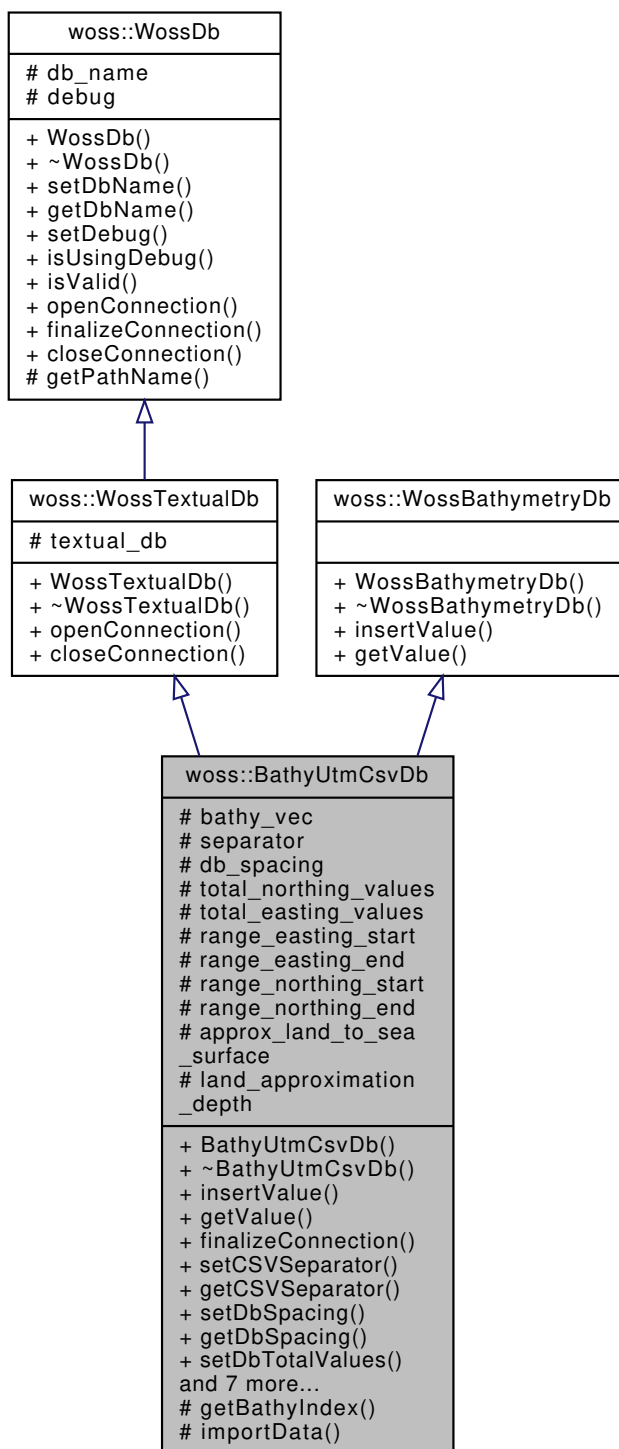 woss::WossDb
# db_name
# debug
+ WossDb()
+ ~WossDb()
+ setDbName()
+ getDbName()
+ setDebug()
+ isUsingDebug()
+ isValid()
+ openConnection()
+ finalizeConnection()
+ closeConnection()
# getPathName()
woss::WossTextualDb
# textual_db
+ WossTextualDb()
+ ~WossTextualDb()
+ openConnection()
+ closeConnection()
woss::WossBathymetryDb
+ WossBathymetryDb()
+ ~WossBathymetryDb()
+ insertValue()
+ getValue()
woss::BathyUtmCsvDb
# bathy_vec
# separator
# db_spacing
# total_northing_values
# total_easting_values
# range_easting_start
# range_easting_end
# range_northing_start
# range_northing_end
# approx_land_to_sea
_surface
# land_approximation
_depth
+ BathyUtmCsvDb()
+ ~BathyUtmCsvDb()
+ insertValue()
+ getValue()
+ finalizeConnection()
+ setCSVSeparator()
+ getCSVSeparator()
+ setDbSpacing()
+ getDbSpacing()
+ setDbTotalValues()
and 7 more...
# getBathyIndex()
# importData()